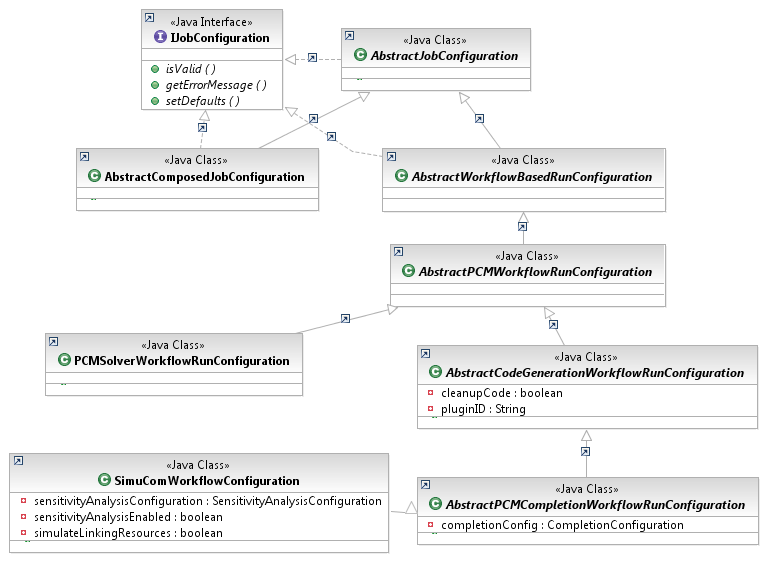 «Java Interface»
I IJobConfiguration
isValid ( )
getErrorMessage ( )
setDefaults ( )
«Java Class»
C AbstractJobConfiguration
«Java Class»
C AbstractComposedJobConfiguration
«Java Class»
C AbstractWorkflowBasedRunConfiguration
«Java Class»
C AbstractPCMWorkflowRunConfiguration
«Java Class»
C PCMSolverWorkflowRunConfiguration
«Java Class»
C AbstractCodeGenerationWorkflowRunConfiguration
cleanupCode : boolean
pluginID : String
«Java Class»
C SimuComWorkflowConfiguration
sensitivityAnalysisConfiguration : SensitivityAnalysisConfiguration
sensitivityAnalysisEnabled : boolean
simulateLinkingResources : boolean
«Java Class»
C AbstractPCMCompletionWorkflowRunConfiguration
completionConfig : CompletionConfiguration